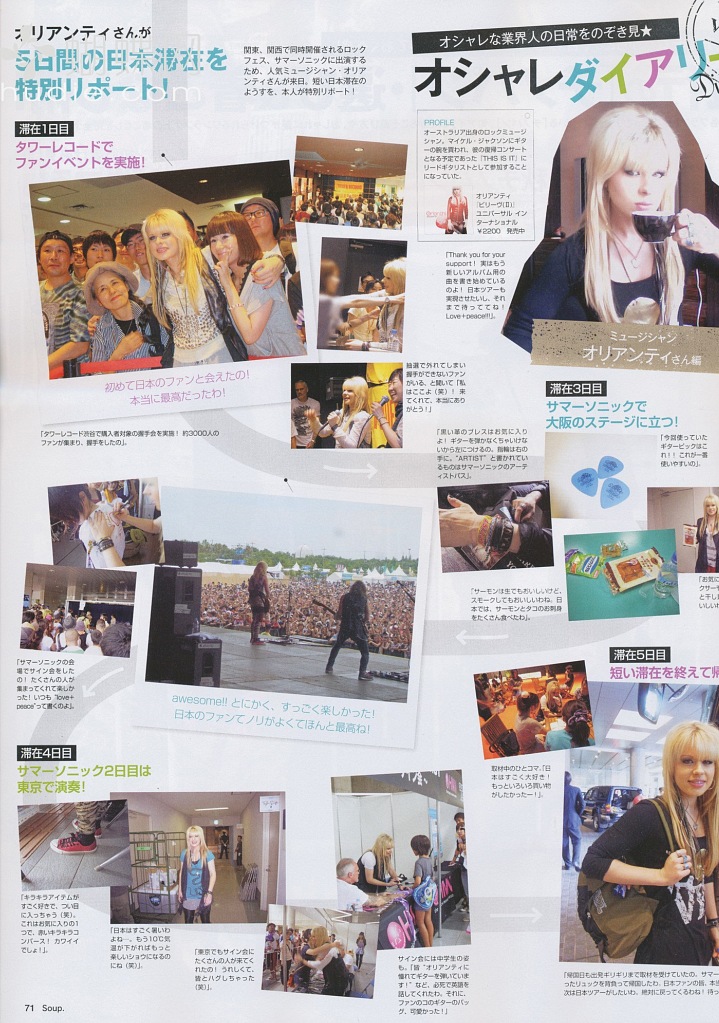 オリアンティさんが
5日間の日本滞在を
特別リポート!
関東、関西で同時開催されるロック
フェス、サマーソニックに出演する
ため、人気ミュージシャン・オリア
ンティさんが来日。短い日本滞在の
ようすを、本人が特別リポート!
オシャレな業界人の日常をのぞき見★
オシャレダイアリー
PROFILE
オーストラリア出身のロックミュージ
シャン。マイケル・ジャクソンにギタ
ーの腕を買われ、彼の復帰コンサート
となる予定であった「THIS IS IT」に
リードギタリストとして参加すること
になっていた。
オリアンティ
『ビリーヴ(Ⅱ)』
ユニバーサル イン
ターナショナル
¥2200 発売中
「Thank you for your
support! 実はもう
新しいアルバム用の
曲を書き始めている
のよ! 日本ツアーも
実現させたいし、それ
まで待っててね!
Love+peace!!!」
ミュージシャン
オリアンティさん編
滞在1日目
タワーレコードで
ファンイベントを実施!
初めて日本のファンと会えたの!
本当に最高だったわ!
「タワーレコード渋谷で購入者対象の握手会を実施! 約3000人の
ファンが集まり、握手をしたの」
抽選で外れてしまい
握手ができないファン
がいる、と聞いて「私
はここよ(笑)! 来
てくれて、本当にあり
がとう!」
滞在3日目
サマーソニックで
大阪のステージに立つ!
「今回使っていた
ギターピックはこ
れ!! これが一番
使いやすいの」
「黒い革のブレスはお気に入り
よ! ギターを弾かなくちゃいけな
いから左につけるの。指輪は右の
手に。“ARTIST”と書かれてい
るものはサマーソニックのアーテ
ィストパス」
「サーモンは生でもおいしいけど、
スモークしてもおいしいわね。日
本では、サーモンとタコのお刺身
をたくさん食べたわ」
「サマーソニックの会
場でサイン会をした
の! たくさんの人が
集まってくれて楽しか
った! いつも“love+
peace”って書くのよ」
awesome!! とにかく、すっごく楽しかった!
日本のファンてノリがよくてほんと最高ね!
滞在5日目
短い滞在を終えて帰
取材中のひとコマ。「日
本はすごく大好き!
もっといろいろ買い物
がしたかったー!」
滞在4日目
サマーソニック2日目は
東京で演奏!
「キラキラアイテムが
すごく好きで、つい目
に入っちゃう(笑)。
これはお気に入りの1
つで、赤いキラキラコ
ンバース! カワイイ
でしょ!」
「日本はすごく暑いわ
よね…。もう10℃気
温が下がればもっと
楽しいショウになるの
にね(笑)」
「東京でもサイン会に
たくさんの人が来てく
れたの! うれしくて、
皆とハグしちゃった
(笑)」
サイン会には中学生の姿
も。「皆“オリアンティに
憧れてギターを弾いてい
ます!”など、必死で英語を
話してくれたわ。それに、
ファンのコのギターのバッ
グ、可愛かった!」
「帰国日も出発ギリギリまで取材を受けていたの。サマー
ったリュックを背負って帰国したわ。日本ファンの皆、本当
次は日本ツアーがしたいわ。絶対に戻ってくるわね! 待っ
71 Soup.